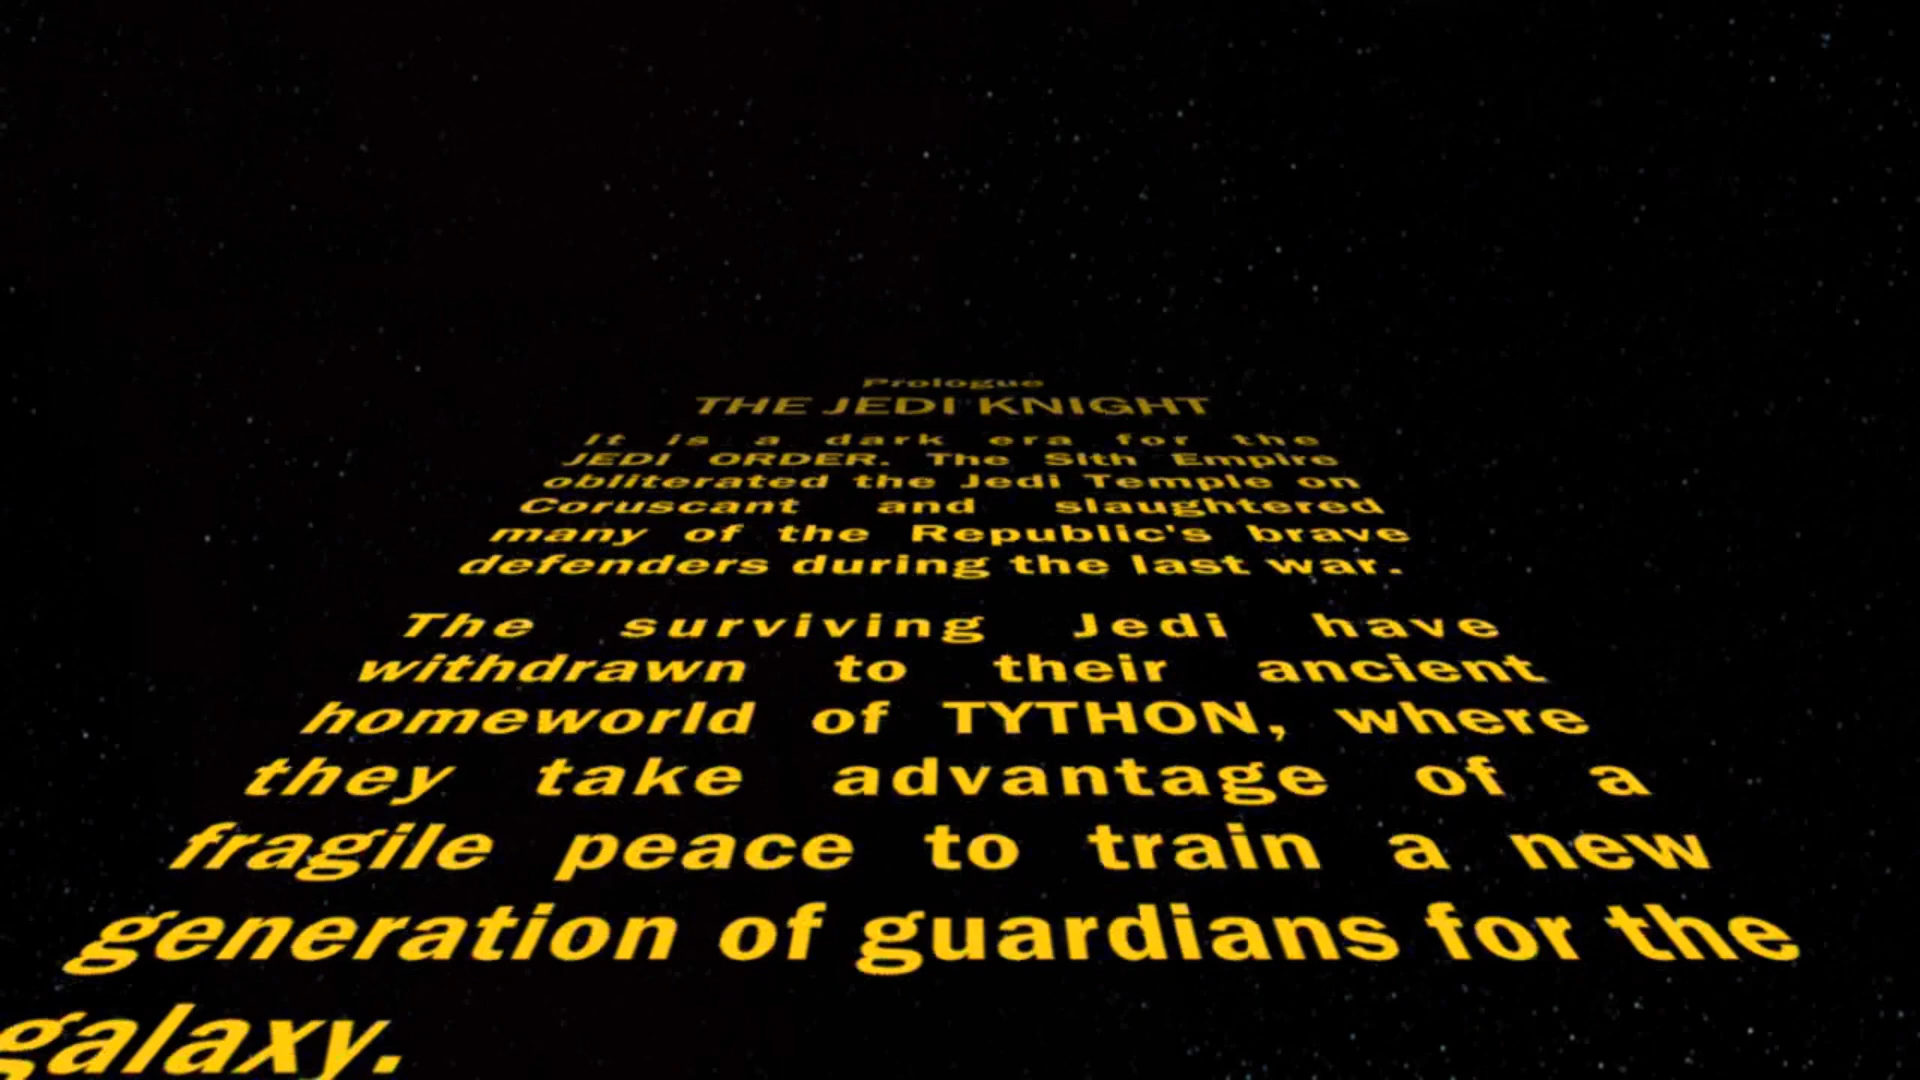 Prologue
THE JEDI KNIGHT
It is a dark era for the
JEDI ORDER. The Sith Empire
obliterated the Jedi Temple on
Coruscant and slaughtered
many of the Republic's brave
defenders during the last war.
The surviving Jedi have
withdrawn to their ancient
homeworld of TYTHON, where
they take advantage of a
fragile peace to train a new
generation of guardians for the
galaxy.